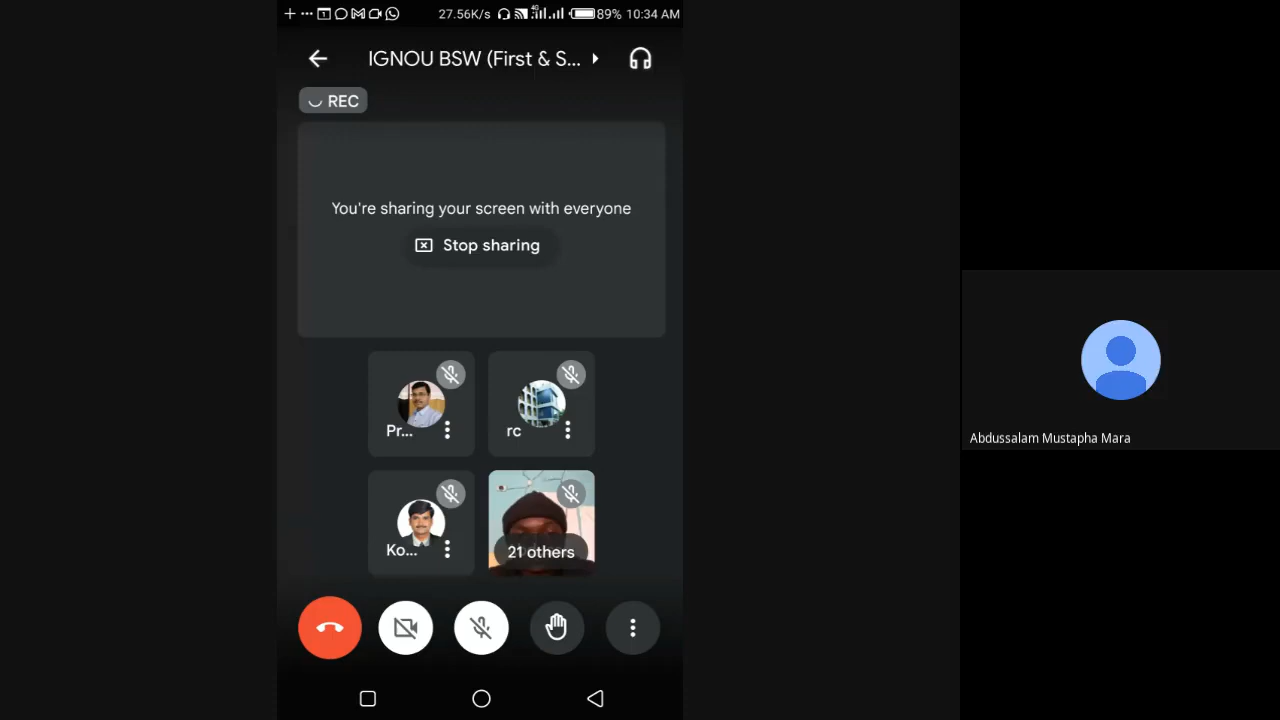 27.56K/s 4G 89% 10:34 AM
IGNOU BSW (First & S...
REC
You're sharing your screen with everyone
Stop sharing
Pr...
rc
Ko...
21 others
Abdussalam Mustapha Mara